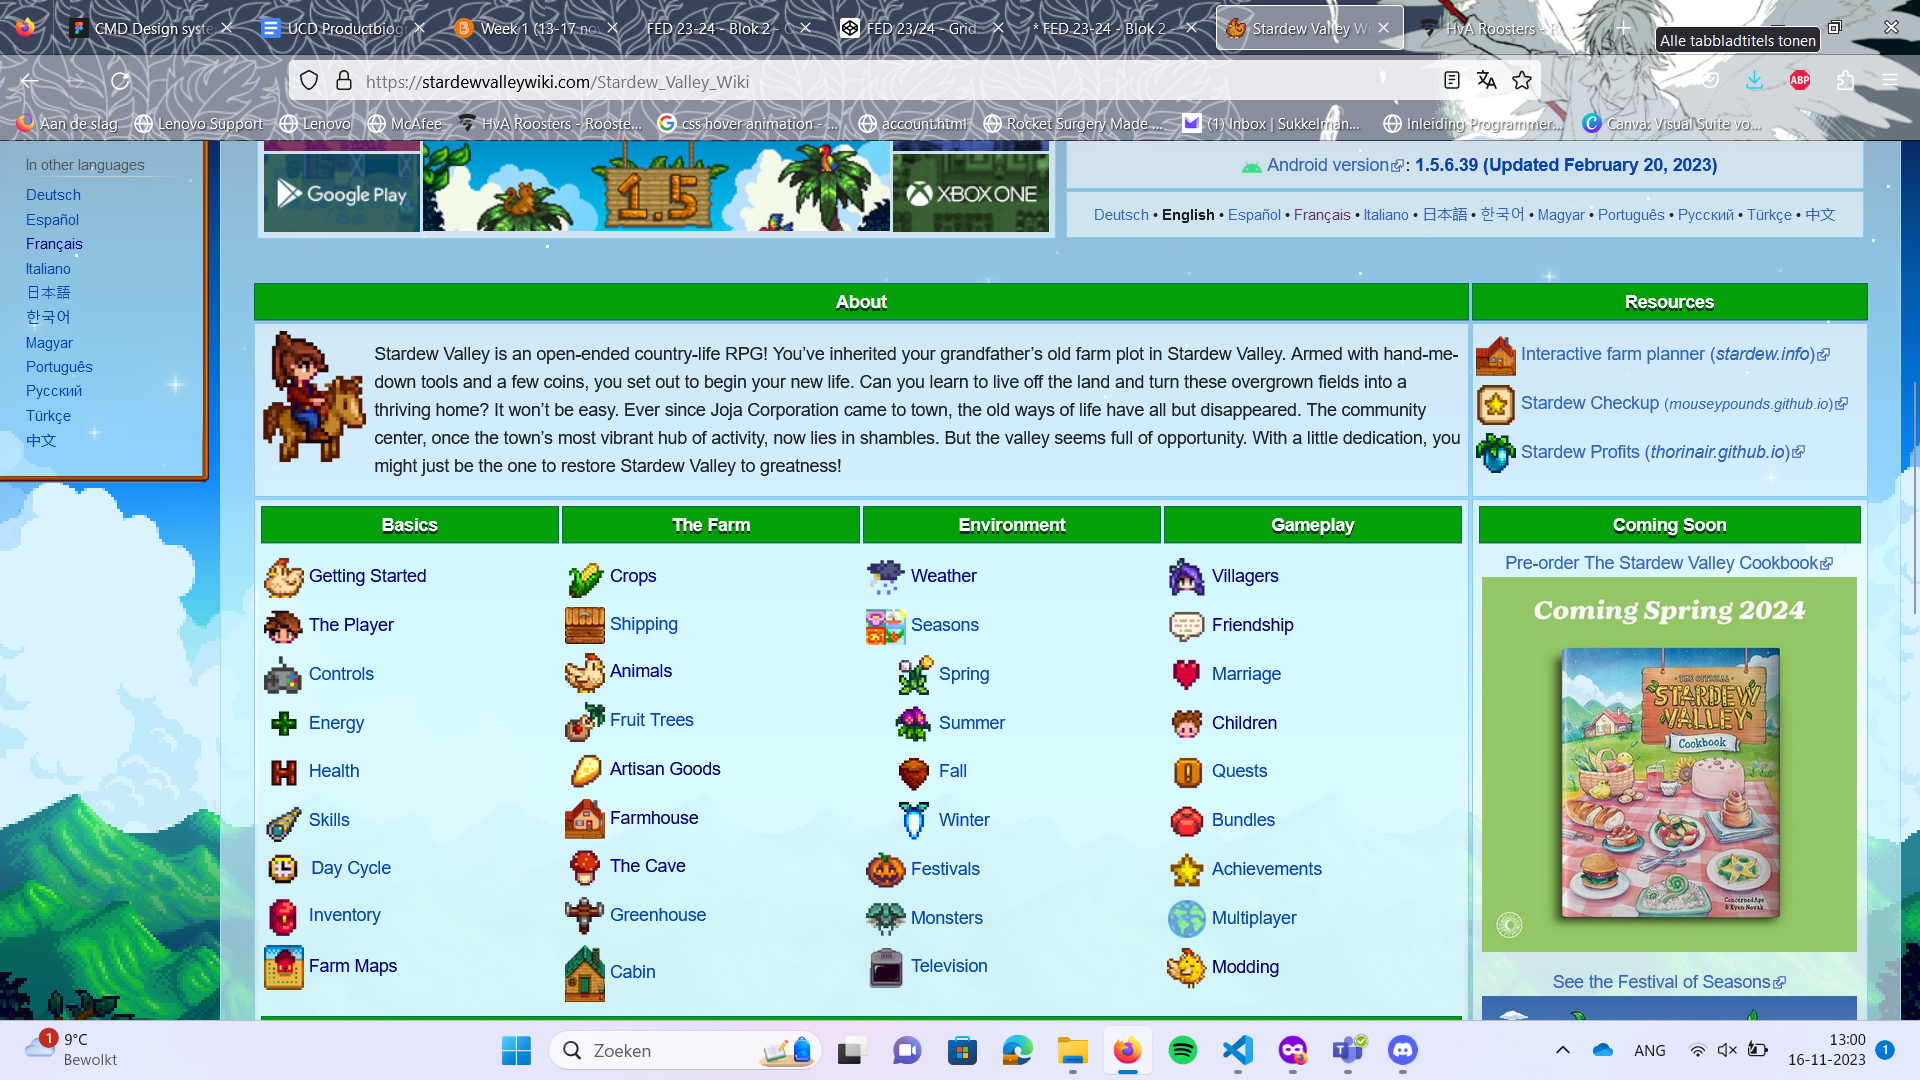 CMD Design syste
UCD Productbiog
Week 1 (13-17 nov
FED 23-24 - Blok 2 - C
FED 23/24 - Grid
* FED 23-24 - Blok 2 -
Stardew Valley Wi
HvA Roosters - R
Alle tabbladtitels tonen
https://stardewvalleywiki.com/Stardew_Valley_Wiki
ABP
Aan de slag
Lenovo Support
Lenovo
McAfee
HvA Roosters - Rooste...
css hover animation - ...
account.html
Rocket Surgery Made ...
(1) Inbox | Sukkelman...
Inleiding Programmer...
Canva: Visual Suite vo...
In other languages
Deutsch
Español
Français
Italiano
日本語
한국어
Magyar
Português
Русский
Türkçe
中文
Google Play
1.5
XBOX ONE
Android version: 1.5.6.39 (Updated February 20, 2023)
Deutsch • English • Español • Français • Italiano • 日本語 • 한국어 • Magyar • Português • Русский • Türkçe • 中文
About
Stardew Valley is an open-ended country-life RPG! You've inherited your grandfather's old farm plot in Stardew Valley. Armed with hand-me-
down tools and a few coins, you set out to begin your new life. Can you learn to live off the land and turn these overgrown fields into a
thriving home? It won't be easy. Ever since Joja Corporation came to town, the old ways of life have all but disappeared. The community
center, once the town's most vibrant hub of activity, now lies in shambles. But the valley seems full of opportunity. With a little dedication, you
might just be the one to restore Stardew Valley to greatness!
Resources
Interactive farm planner (stardew.info)
Stardew Checkup (mouseypounds.github.io)
Stardew Profits (thorinair.github.io)
Basics
Getting Started
The Player
Controls
Energy
Health
Skills
Day Cycle
Inventory
Farm Maps
The Farm
Crops
Shipping
Animals
Fruit Trees
Artisan Goods
Farmhouse
The Cave
Greenhouse
Cabin
Environment
Weather
Seasons
Spring
Summer
Fall
Winter
Festivals
Monsters
Television
Gameplay
Villagers
Friendship
Marriage
Children
Quests
Bundles
Achievements
Multiplayer
Modding
Coming Soon
Pre-order The Stardew Valley Cookbook
Coming Spring 2024
THE OFFICIAL
STARDEW
VALLEY
Cookbook
ConcernedApe
& Ryan Novak
See the Festival of Seasons
1
9°C
Bewolkt
Zoeken
ANG
13:00
16-11-2023
1